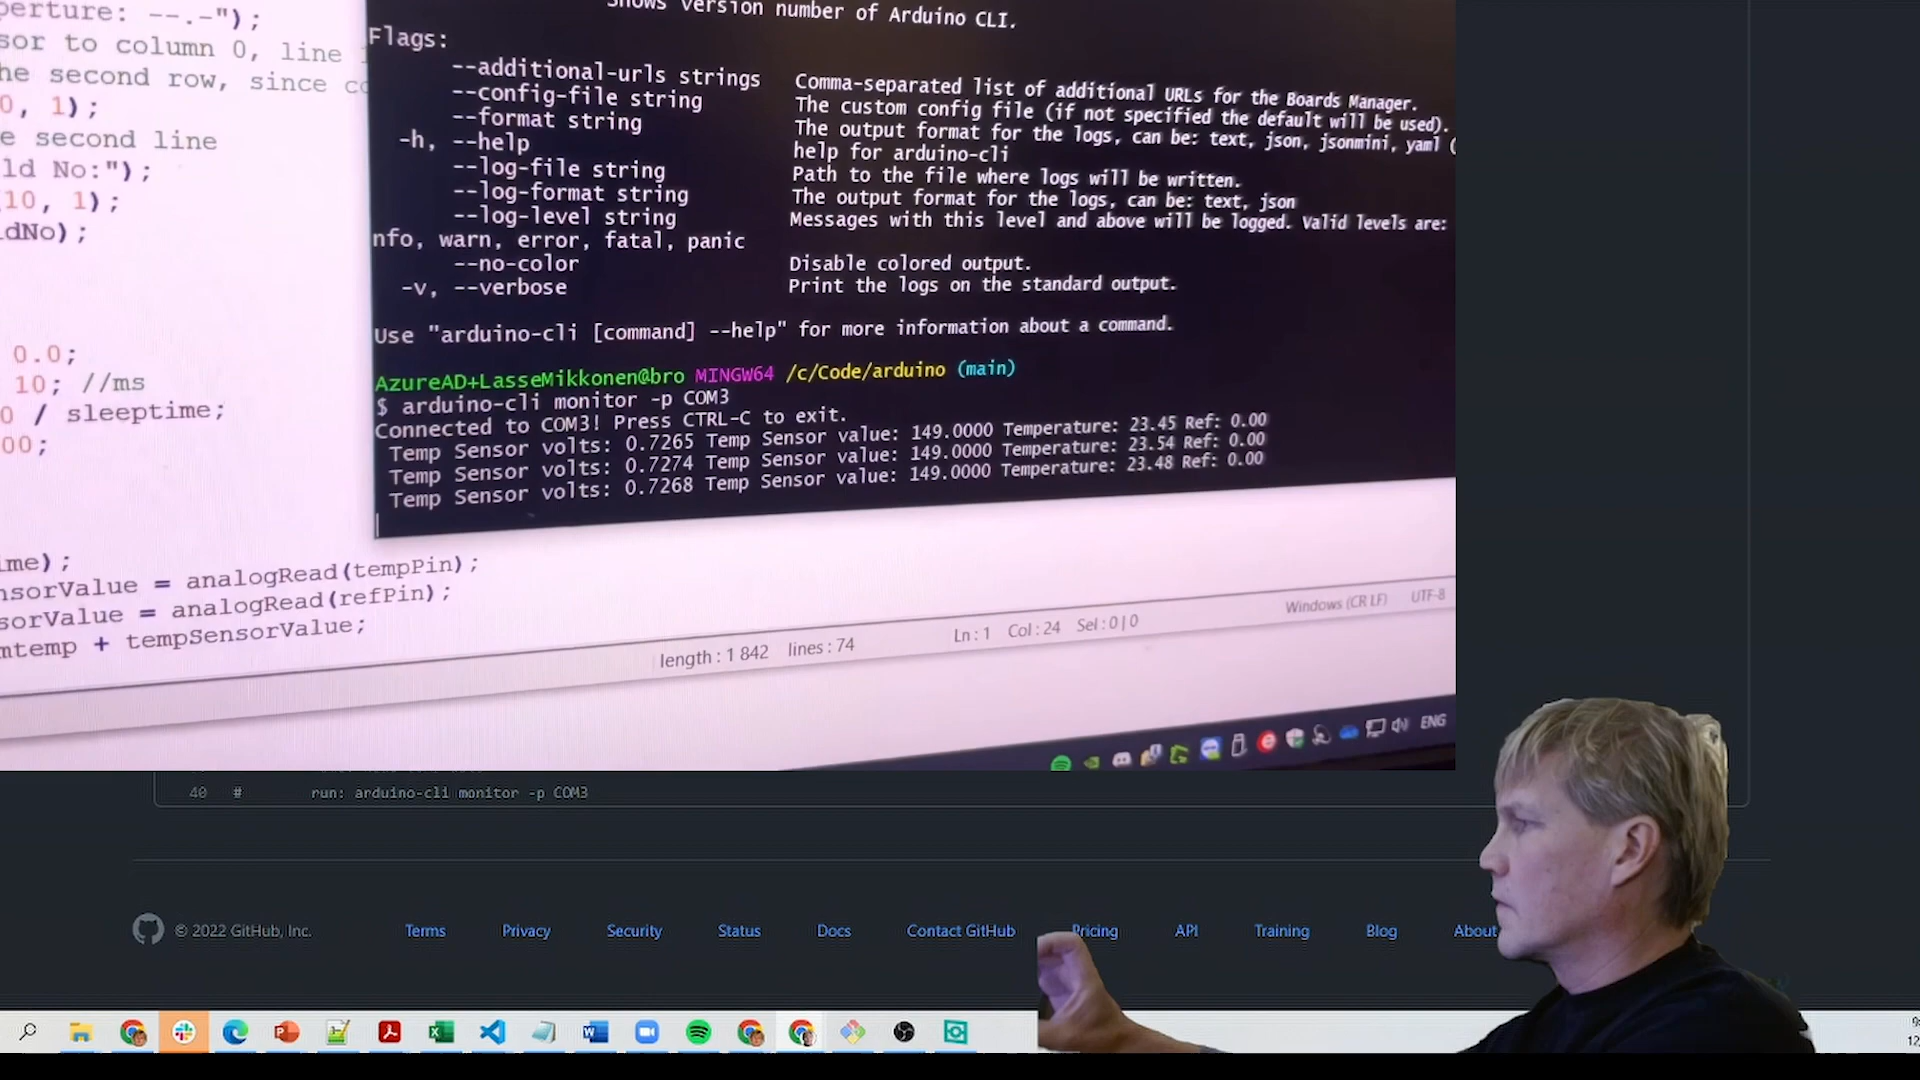 perture: --.-");
sor to column 0, line
he second row, since co
0, 1);
e second line
ld No:");
10, 1);
dNo);
0.0;
10; //ms
0 / sleeptime;
00;
ime);
nsorValue = analogRead(tempPin);
sorValue = analogRead(refPin);
mtemp + tempSensorValue;
Shows version number of Arduino CLI.
Flags:
--additional-urls strings Comma-separated list of additional URLs for the Boards Manager.
--config-file string The custom config file (if not specified the default will be used).
--format string The output format for the logs, can be: text, json, jsonmini, yaml (
-h, --help help for arduino-cli
--log-file string Path to the file where logs will be written.
--log-format string The output format for the logs, can be: text, json
--log-level string Messages with this level and above will be logged. Valid levels are:
nfo, warn, error, fatal, panic
--no-color Disable colored output.
-v, --verbose Print the logs on the standard output.
Use "arduino-cli [command] --help" for more information about a command.
AzureAD+LasseMikkonen@bro MINGW64 /c/Code/arduino (main)
$ arduino-cli monitor -p COM3
Connected to COM3! Press CTRL-C to exit.
Temp Sensor volts: 0.7265 Temp Sensor value: 149.0000 Temperature: 23.45 Ref: 0.00
Temp Sensor volts: 0.7274 Temp Sensor value: 149.0000 Temperature: 23.54 Ref: 0.00
Temp Sensor volts: 0.7268 Temp Sensor value: 149.0000 Temperature: 23.48 Ref: 0.00
length : 1 842 lines : 74 Ln : 1 Col : 24 Sel : 0 | 0 Windows (CR LF) UTF-8
ENG
40 # run: arduino-cli monitor -p COM3
© 2022 GitHub, Inc. Terms Privacy Security Status Docs Contact GitHub Pricing API Training Blog About